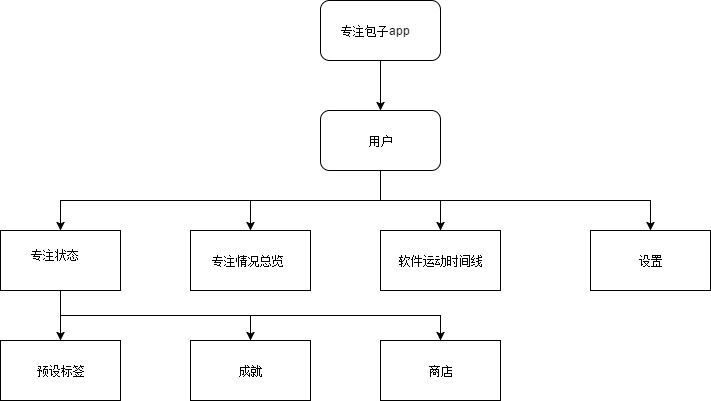 专注包子app
用户
专注状态
专注情况总览
软件运动时间线
设置
预设标签
成就
商店